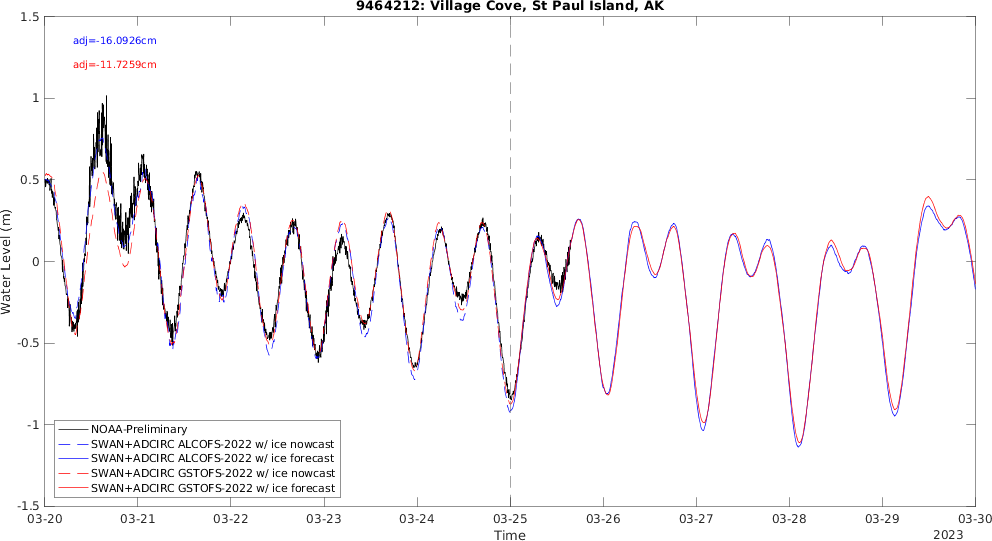 9464212: Village Cove, St Paul Island, AK
adj=-16.0926cm
adj=-11.7259cm
Water Level (m)
1.5
1
0.5
0
-0.5
-1
-1.5
NOAA-Preliminary
SWAN+ADCIRC ALCOFS-2022 w/ ice nowcast
SWAN+ADCIRC ALCOFS-2022 w/ ice forecast
SWAN+ADCIRC GSTOFS-2022 w/ ice nowcast
SWAN+ADCIRC GSTOFS-2022 w/ ice forecast
03-20 03-21 03-22 03-23 03-24 03-25 03-26 03-27 03-28 03-29 03-30
Time
2023